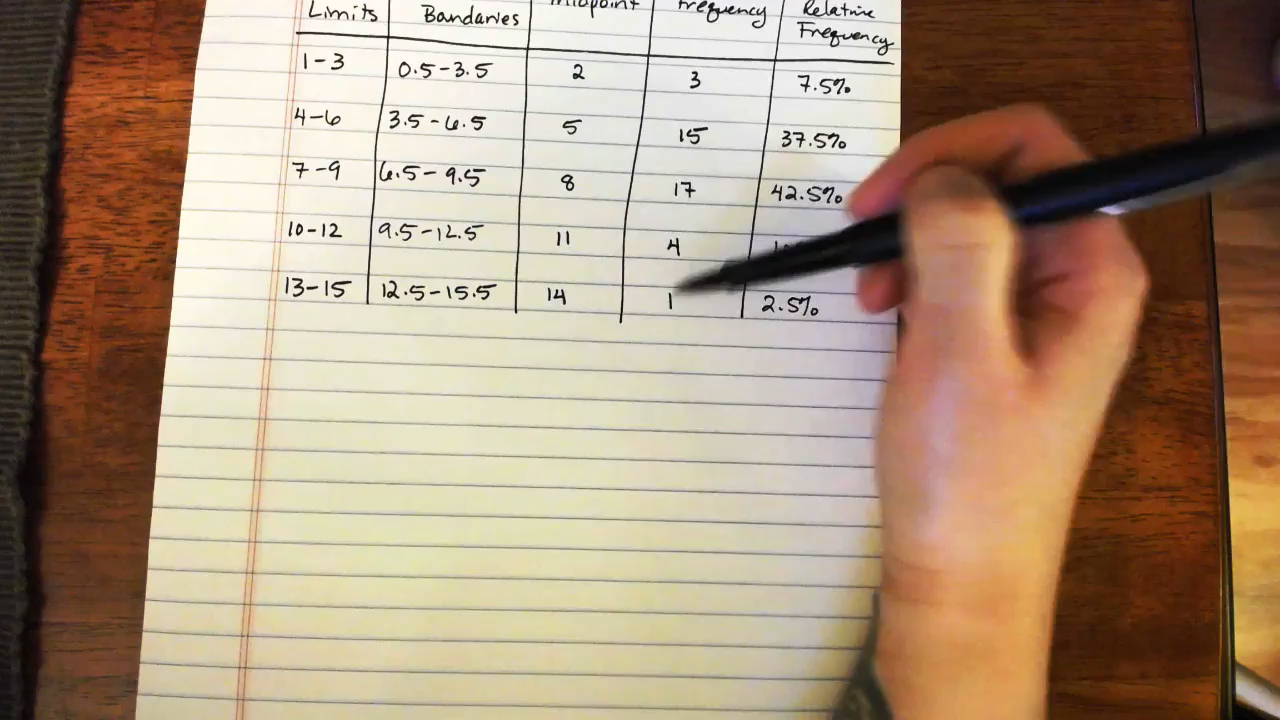 Limits Bandaries Midpoint Frequency Relative Frequency
1-3 0.5-3.5 2 3 7.5%
4-6 3.5-6.5 5 15 37.5%
7-9 6.5-9.5 8 17 42.5%
10-12 9.5-12.5 11 4
13-15 12.5-15.5 14 1 2.5%